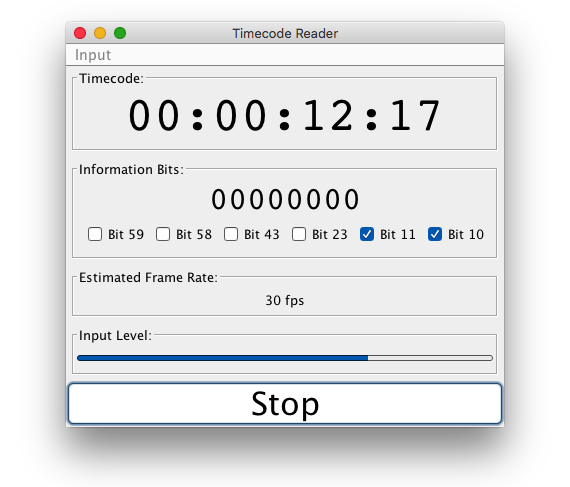 Timecode Reader
Input
Timecode:
00:00:12:17
Information Bits:
00000000
Bit 59 Bit 58 Bit 43 Bit 23 Bit 11 Bit 10
Estimated Frame Rate:
30 fps
Input Level:
Stop